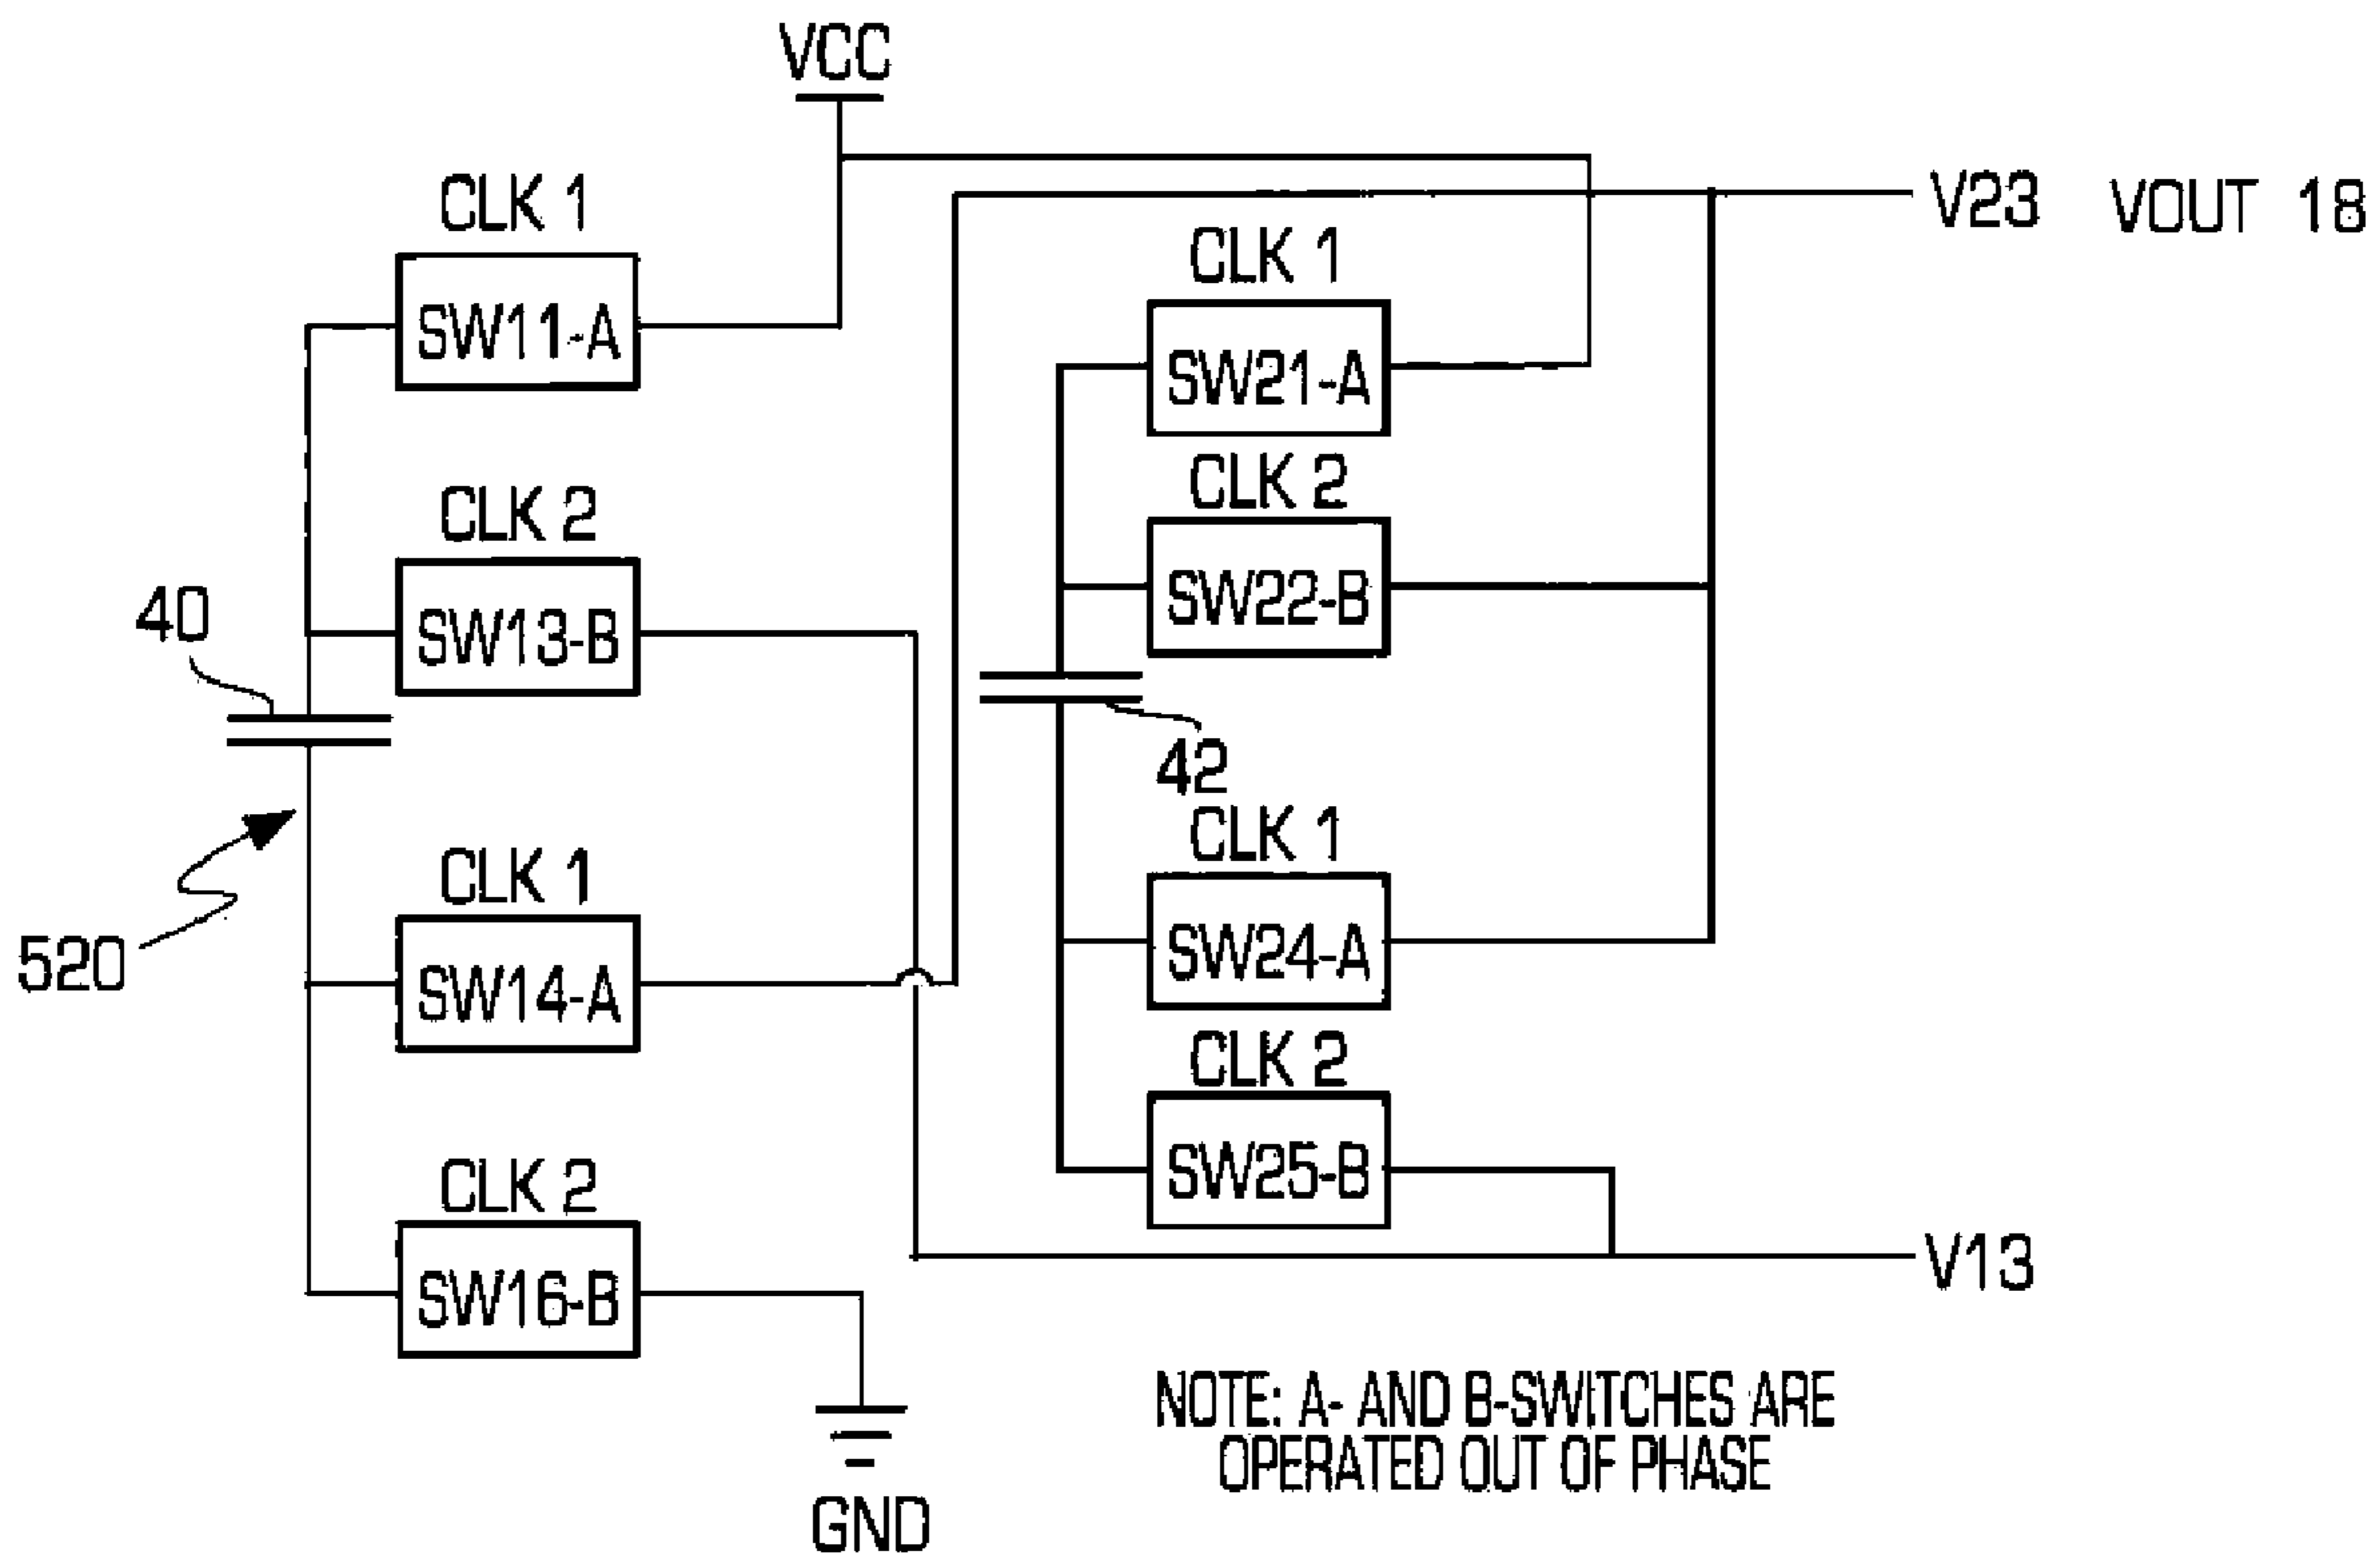 VCC
CLK 1
SW11-A
CLK 2
SW13-B
40
520
CLK 1
SW14-A
CLK 2
SW16-B
GND
CLK 1
SW21-A
CLK 2
SW22-B
42
CLK 1
SW24-A
CLK 2
SW25-B
V23 VOUT 18
V13
NOTE: A- AND B-SWITCHES ARE
OPERATED OUT OF PHASE